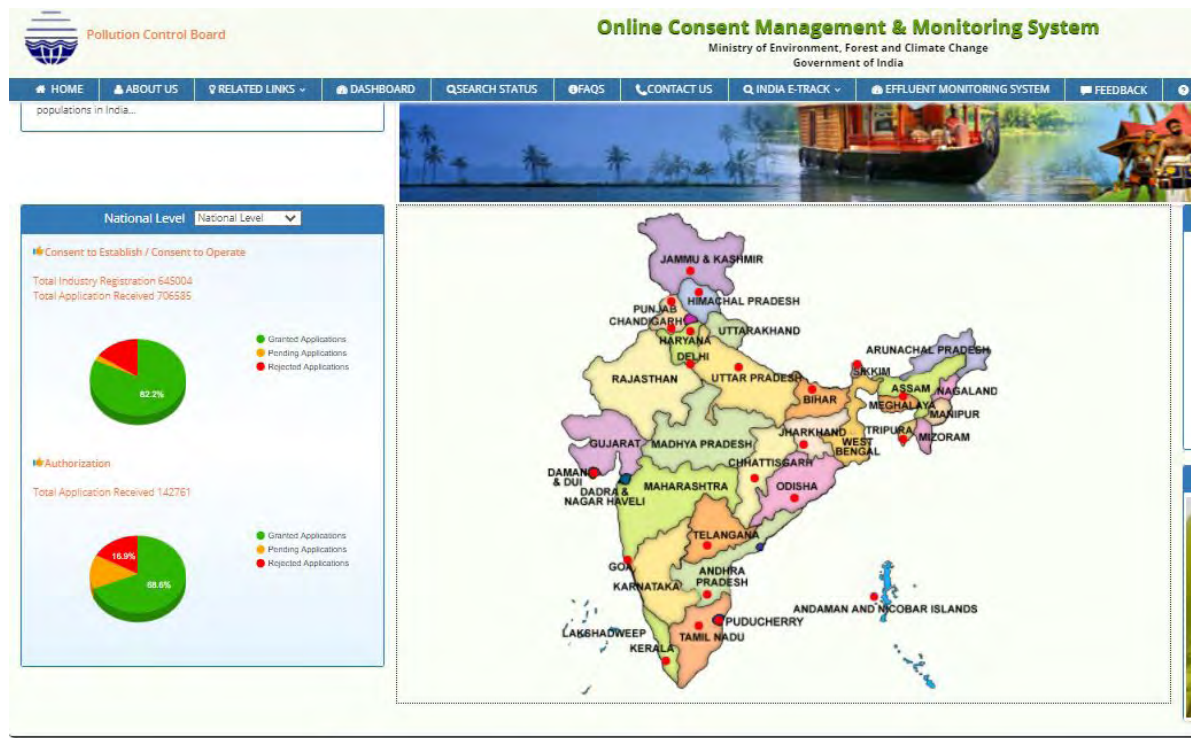 Pollution Control Board
Online Consent Management & Monitoring System
Ministry of Environment, Forest and Climate Change
Government of India
HOME ABOUT US RELATED LINKS DASHBOARD SEARCH STATUS FAQS CONTACT US INDIA E-TRACK EFFLUENT MONITORING SYSTEM FEEDBACK
populations in India...
National Level National Level
Consent to Establish / Consent to Operate
Total Industry Registration 645004
Total Application Received 706585
Granted Applications
Pending Applications
Rejected Applications
82.2%
Authorization
Total Application Received 142761
Granted Applications
Pending Applications
Rejected Applications
16.9%
68.6%
JAMMU & KASHMIR
HIMACHAL PRADESH
PUNJAB
CHANDIGARH
UTTARAKHAND
HARYANA
DELHI
ARUNACHAL PRADESH
SIKKIM
RAJASTHAN
UTTAR PRADESH
ASSAM
NAGALAND
BIHAR
MEGHALAYA
MANIPUR
JHARKHAND
TRIPURA
MIZORAM
GUJARAT
MADHYA PRADESH
WEST
BENGAL
CHHATTISGARH
DAMAN
& DUI
DADRA &
NAGAR HAVELI
MAHARASHTRA
ODISHA
TELANGANA
GOA
ANDHRA
PRADESH
KARNATAKA
ANDAMAN AND NICOBAR ISLANDS
PUDUCHERRY
LAKSHADWEEP
TAMIL NADU
KERALA